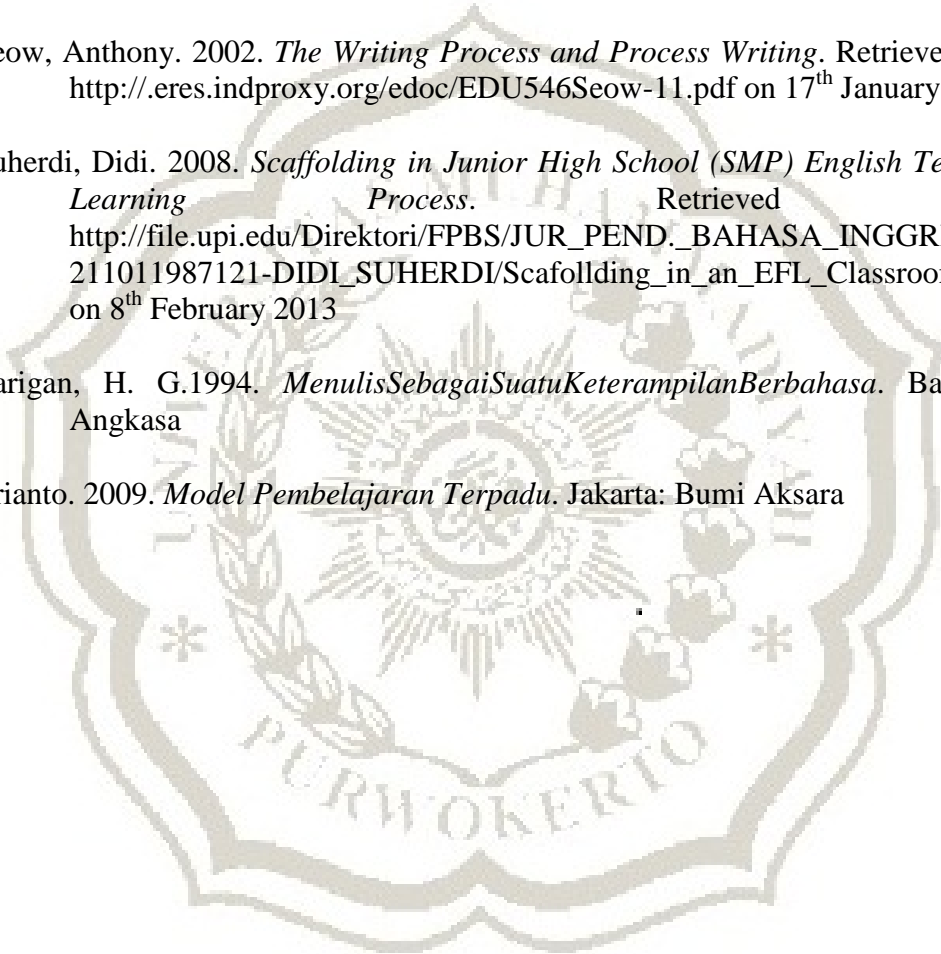 eow, Anthony. 2002. The Writing Process and Process Writing. Retrieve
http://.eres.indproxy.org/edoc/EDU546Seow-11.pdf on 17th January
uherdi, Didi. 2008. Scaffolding in Junior High School (SMP) English Te
Learning Process. Retrieved
http://file.upi.edu/Direktori/FPBS/JUR_PEND._BAHASA_INGGR
211011987121-DIDI_SUHERDI/Scafollding_in_an_EFL_Classroo
on 8th February 2013
arigan, H. G.1994. MenulisSebagaiSuatuKeterampilanBerbahasa. Ba
Angkasa
rianto. 2009. Model Pembelajaran Terpadu. Jakarta: Bumi Aksara
UNIVERSITAS MUHAMMADIYAH
PURWOKERTO